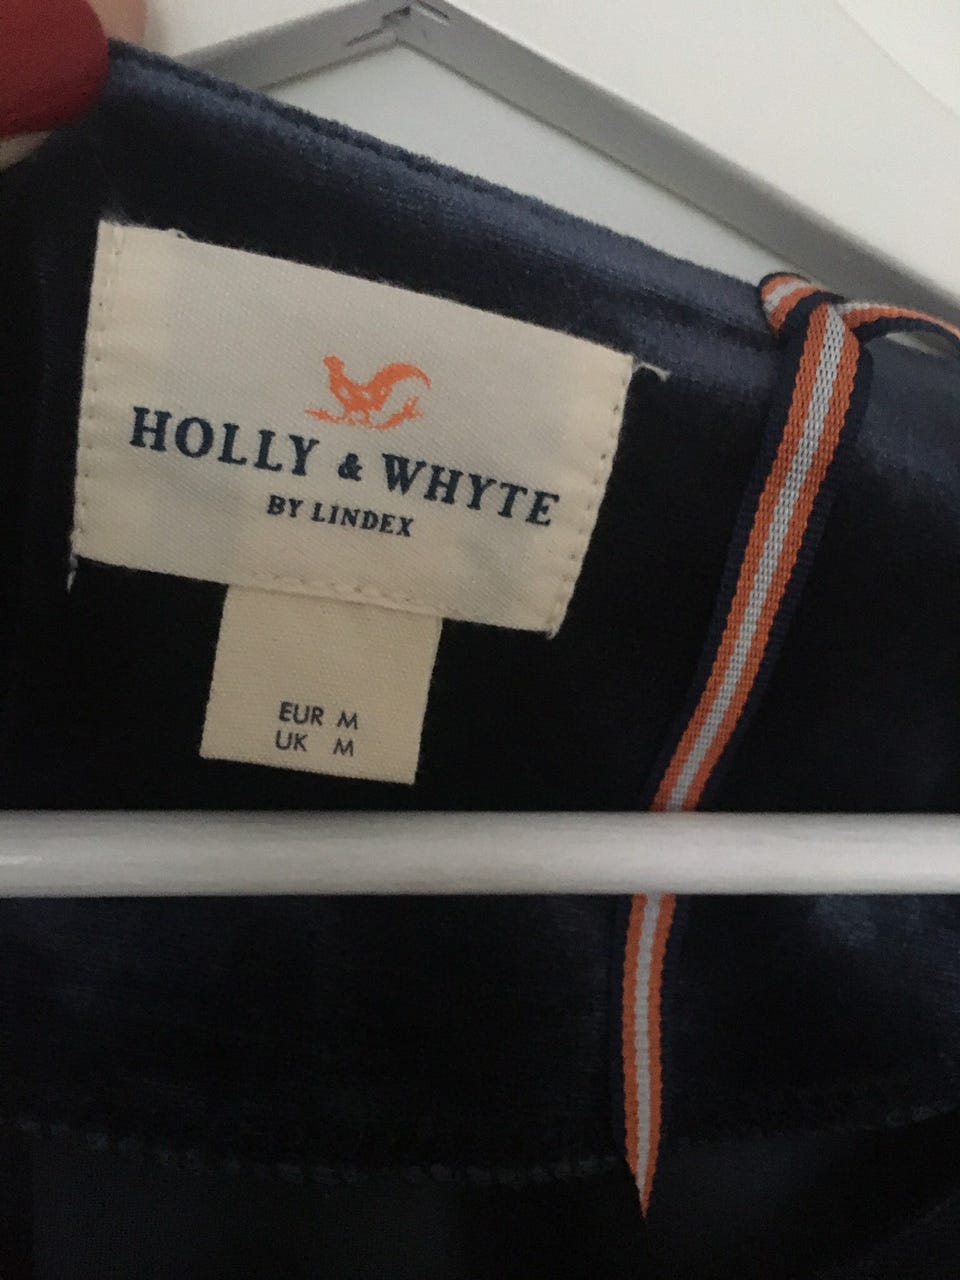 HOLLY & WHYTE
BY LINDEX
EUR M
UK M